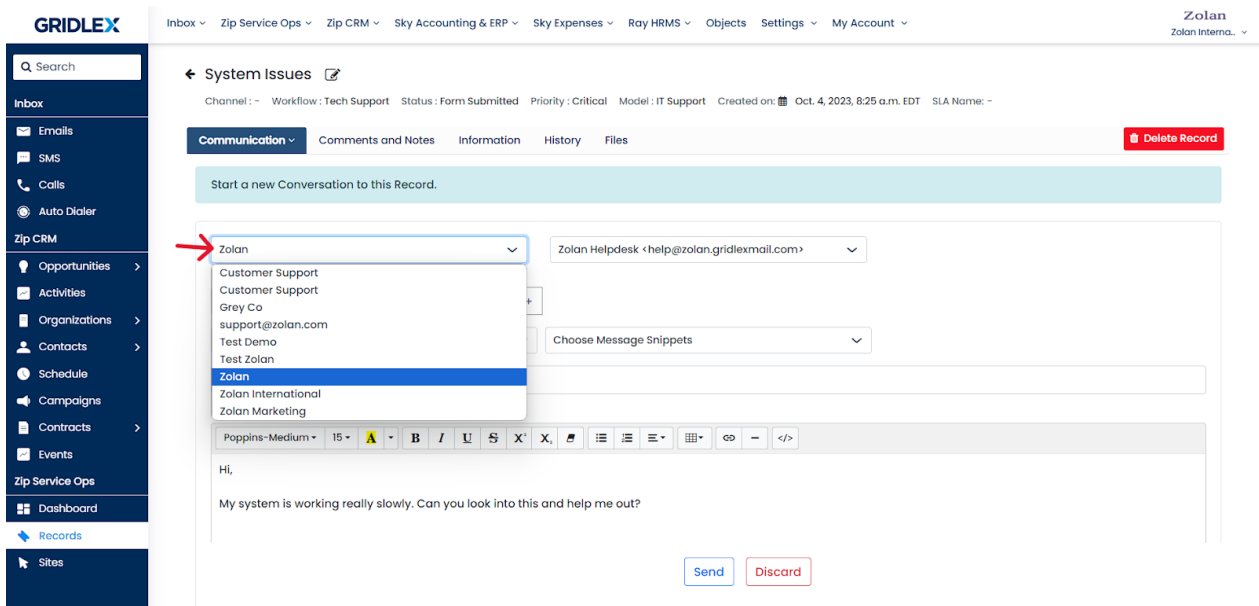 GRIDLEX
Inbox Zip Service Ops Zip CRM Sky Accounting & ERP Sky Expenses Ray HRMS Objects Settings My Account
Zolan
Zolan Interna..
Search
Inbox
Emails
SMS
Calls
Auto Dialer
Zip CRM
Opportunities
Activities
Organizations
Contacts
Schedule
Campaigns
Contracts
Events
Zip Service Ops
Dashboard
Records
Sites
System Issues
Channel : - Workflow : Tech Support Status : Form Submitted Priority : Critical Model : IT Support Created on: Oct. 4, 2023, 8:25 a.m. EDT SLA Name: -
Communication Comments and Notes Information History Files
Delete Record
Start a new Conversation to this Record.
Zolan
Zolan Helpdesk <help@zolan.gridlexmail.com>
Customer Support
Customer Support
Grey Co
support@zolan.com
Test Demo
Test Zolan
Zolan
Zolan International
Zolan Marketing
+
Choose Message Snippets
Poppins-Medium 15 A B I U S X² X₂ </>
Hi,
My system is working really slowly. Can you look into this and help me out?
Send Discard